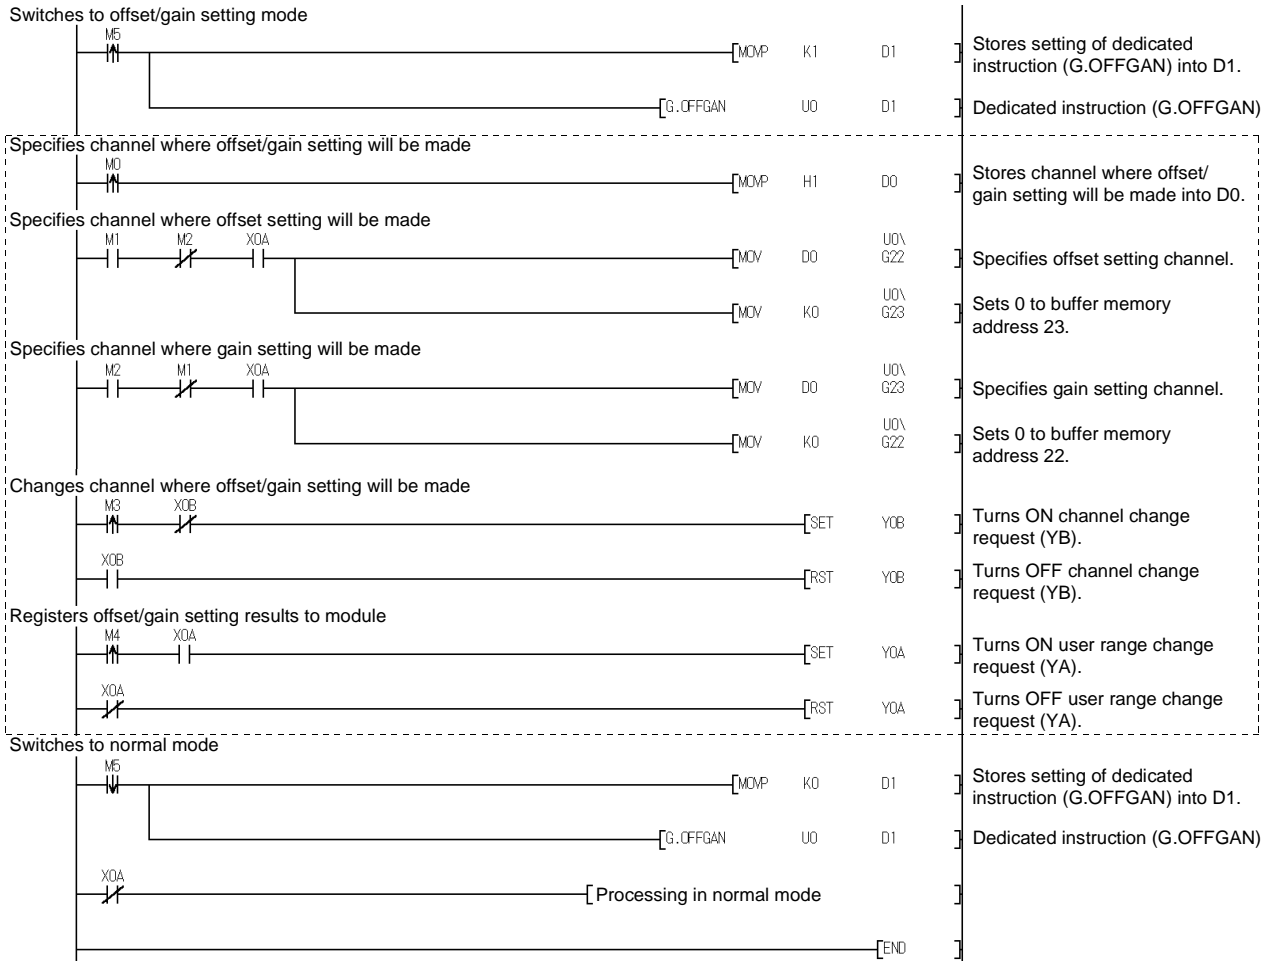 Switches to offset/gain setting mode
M5
MOVP K1 D1
Stores setting of dedicated
instruction (G.OFFGAN) into D1.
G.OFFGAN U0 D1
Dedicated instruction (G.OFFGAN)
Specifies channel where offset/gain setting will be made
M0
MOVP H1 D0
Stores channel where offset/
gain setting will be made into D0.
Specifies channel where offset setting will be made
M1 M2 X0A
U0\
MOV D0 G22
Specifies offset setting channel.
U0\
MOV K0 G23
Sets 0 to buffer memory
address 23.
Specifies channel where gain setting will be made
M2 M1 X0A
U0\
MOV D0 G23
Specifies gain setting channel.
U0\
MOV K0 G22
Sets 0 to buffer memory
address 22.
Changes channel where offset/gain setting will be made
M3 X0B
SET Y0B
Turns ON channel change
request (YB).
X0B
RST Y0B
Turns OFF channel change
request (YB).
Registers offset/gain setting results to module
M4 X0A
SET Y0A
Turns ON user range change
request (YA).
X0A
RST Y0A
Turns OFF user range change
request (YA).
Switches to normal mode
M5
MOVP K0 D1
Stores setting of dedicated
instruction (G.OFFGAN) into D1.
G.OFFGAN U0 D1
Dedicated instruction (G.OFFGAN)
X0A
Processing in normal mode
END